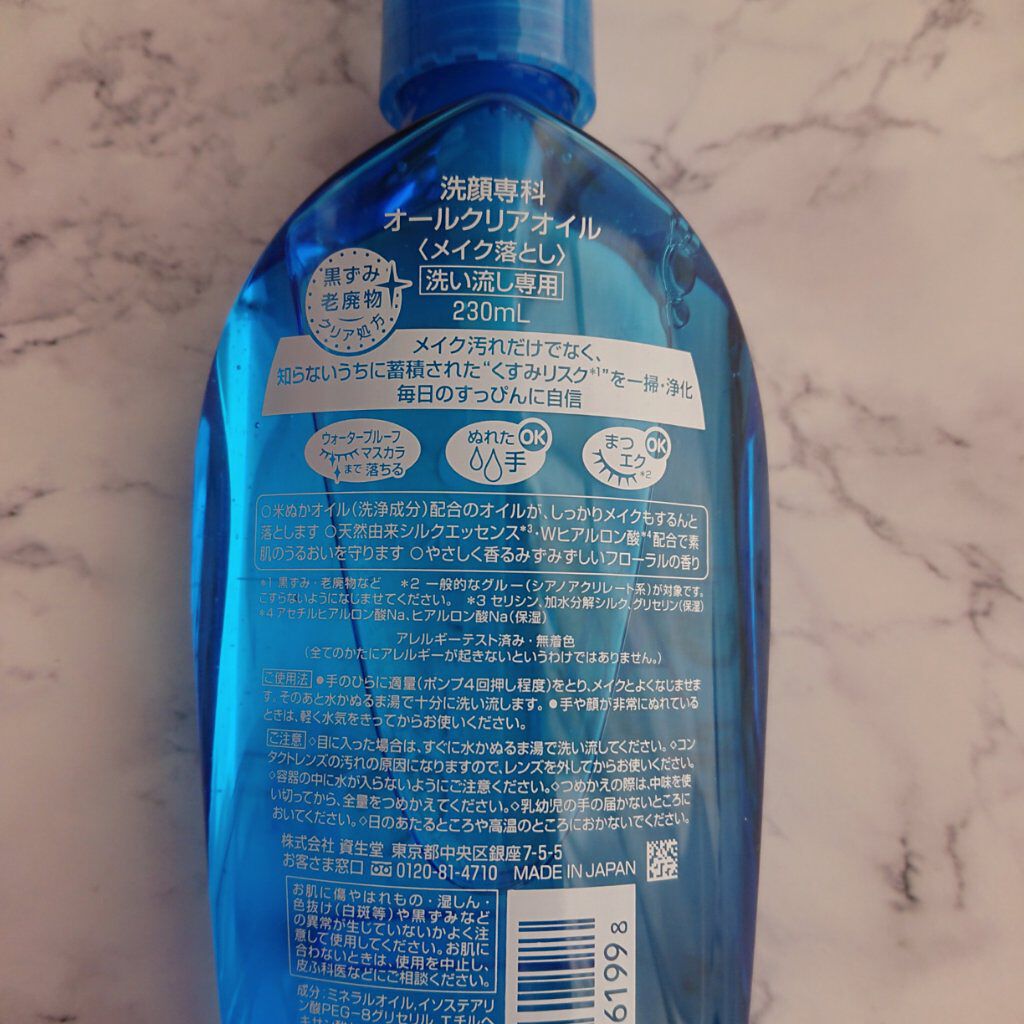 洗顔専科
オールクリアオイル
〈メイク落とし〉
洗い流し専用
230mL
黒ずみ
老廃物
クリア処方
メイク汚れだけでなく、
知らないうちに蓄積された“くすみリスク*1”を一掃・浄化
毎日のすっぴんに自信
ウォータープルーフ
マスカラ
まで 落ちる
ぬれた OK
手
まつ OK
エク*2
○米ぬかオイル(洗浄成分)配合のオイルが、しっかりメイクもするんと
落とします ○天然由来シルクエッセンス*3・Wヒアルロン酸*4配合で素
肌のうるおいを守ります ○やさしく香るみずみずしいフローラルの香り
*1 黒ずみ・老廃物など *2 一般的なグルー(シアノアクリレート系)が対象です。
こすらないようになじませてください。 *3 セリシン、加水分解シルク、グリセリン(保湿)
*4 アセチルヒアルロン酸Na、ヒアルロン酸Na(保湿)
アレルギーテスト済み・無着色
(全てのかたにアレルギーが起きないというわけではありません。)
ご使用法 ●手のひらに適量(ポンプ4回押し程度)をとり、メイクとよくなじませま
す。そのあと水かぬるま湯で十分に洗い流します。●手や顔が非常にぬれている
ときは、軽く水気をきってからお使いください。
ご注意 ◇目に入った場合は、すぐに水かぬるま湯で洗い流してください。◇コン
タクトレンズの汚れの原因になりますので、レンズを外してからお使いください。
◇容器の中に水が入らないようにご注意ください。◇つめかえの際は、中味を使
い切ってから、全量をつめかえてください。◇乳幼児の手の届かないところに
おいてください。◇日のあたるところや高温のところにおかないでください。
株式会社 資生堂 東京都中央区銀座7-5-5
お客さま窓口 0120-81-4710 MADE IN JAPAN
お肌に傷やはれもの・湿しん・
色抜け(白斑等)や黒ずみなど
の異常が生じていないかよく注
意して使用してください。お肌に
合わないときは、使用を中止し、
皮ふ科医などにご相談ください。
成分:ミネラルオイル,イソステアリ
ン酸PEG-8グリセリル,エチルヘ
61998